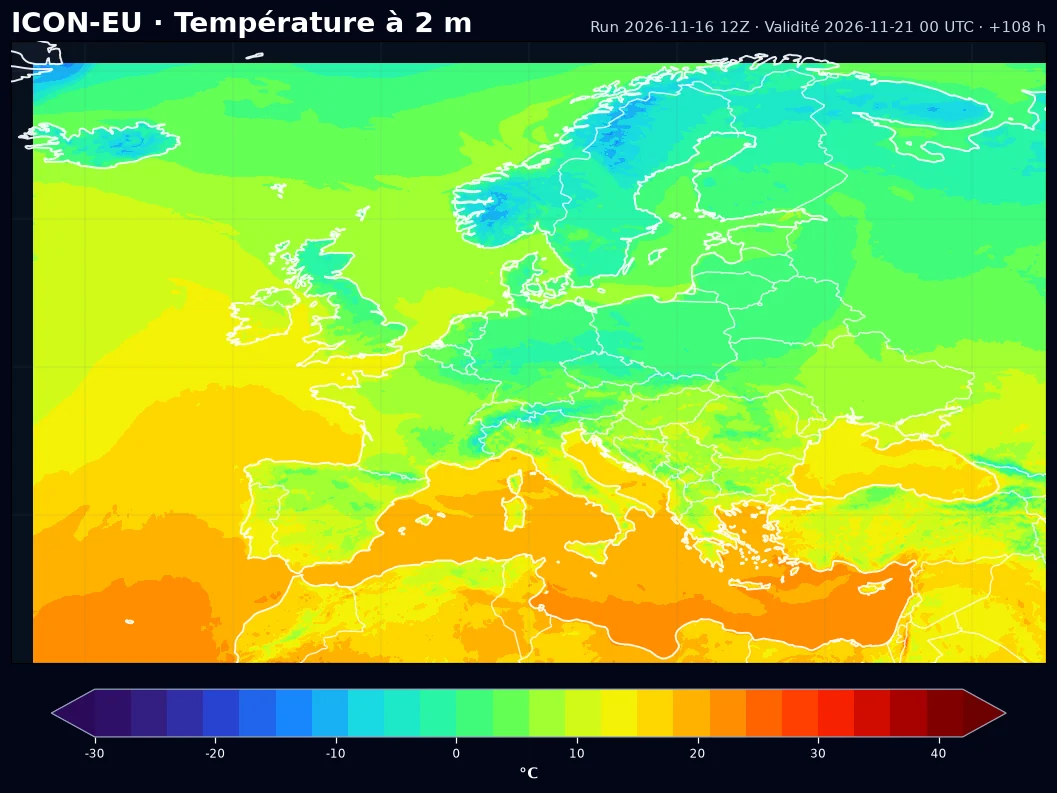 ICON-EU · Température à 2 m
Run 2026-11-16 12Z · Validité 2026-11-21 00 UTC · +108 h
-30 -20 -10 0 10 20 30 40
°C